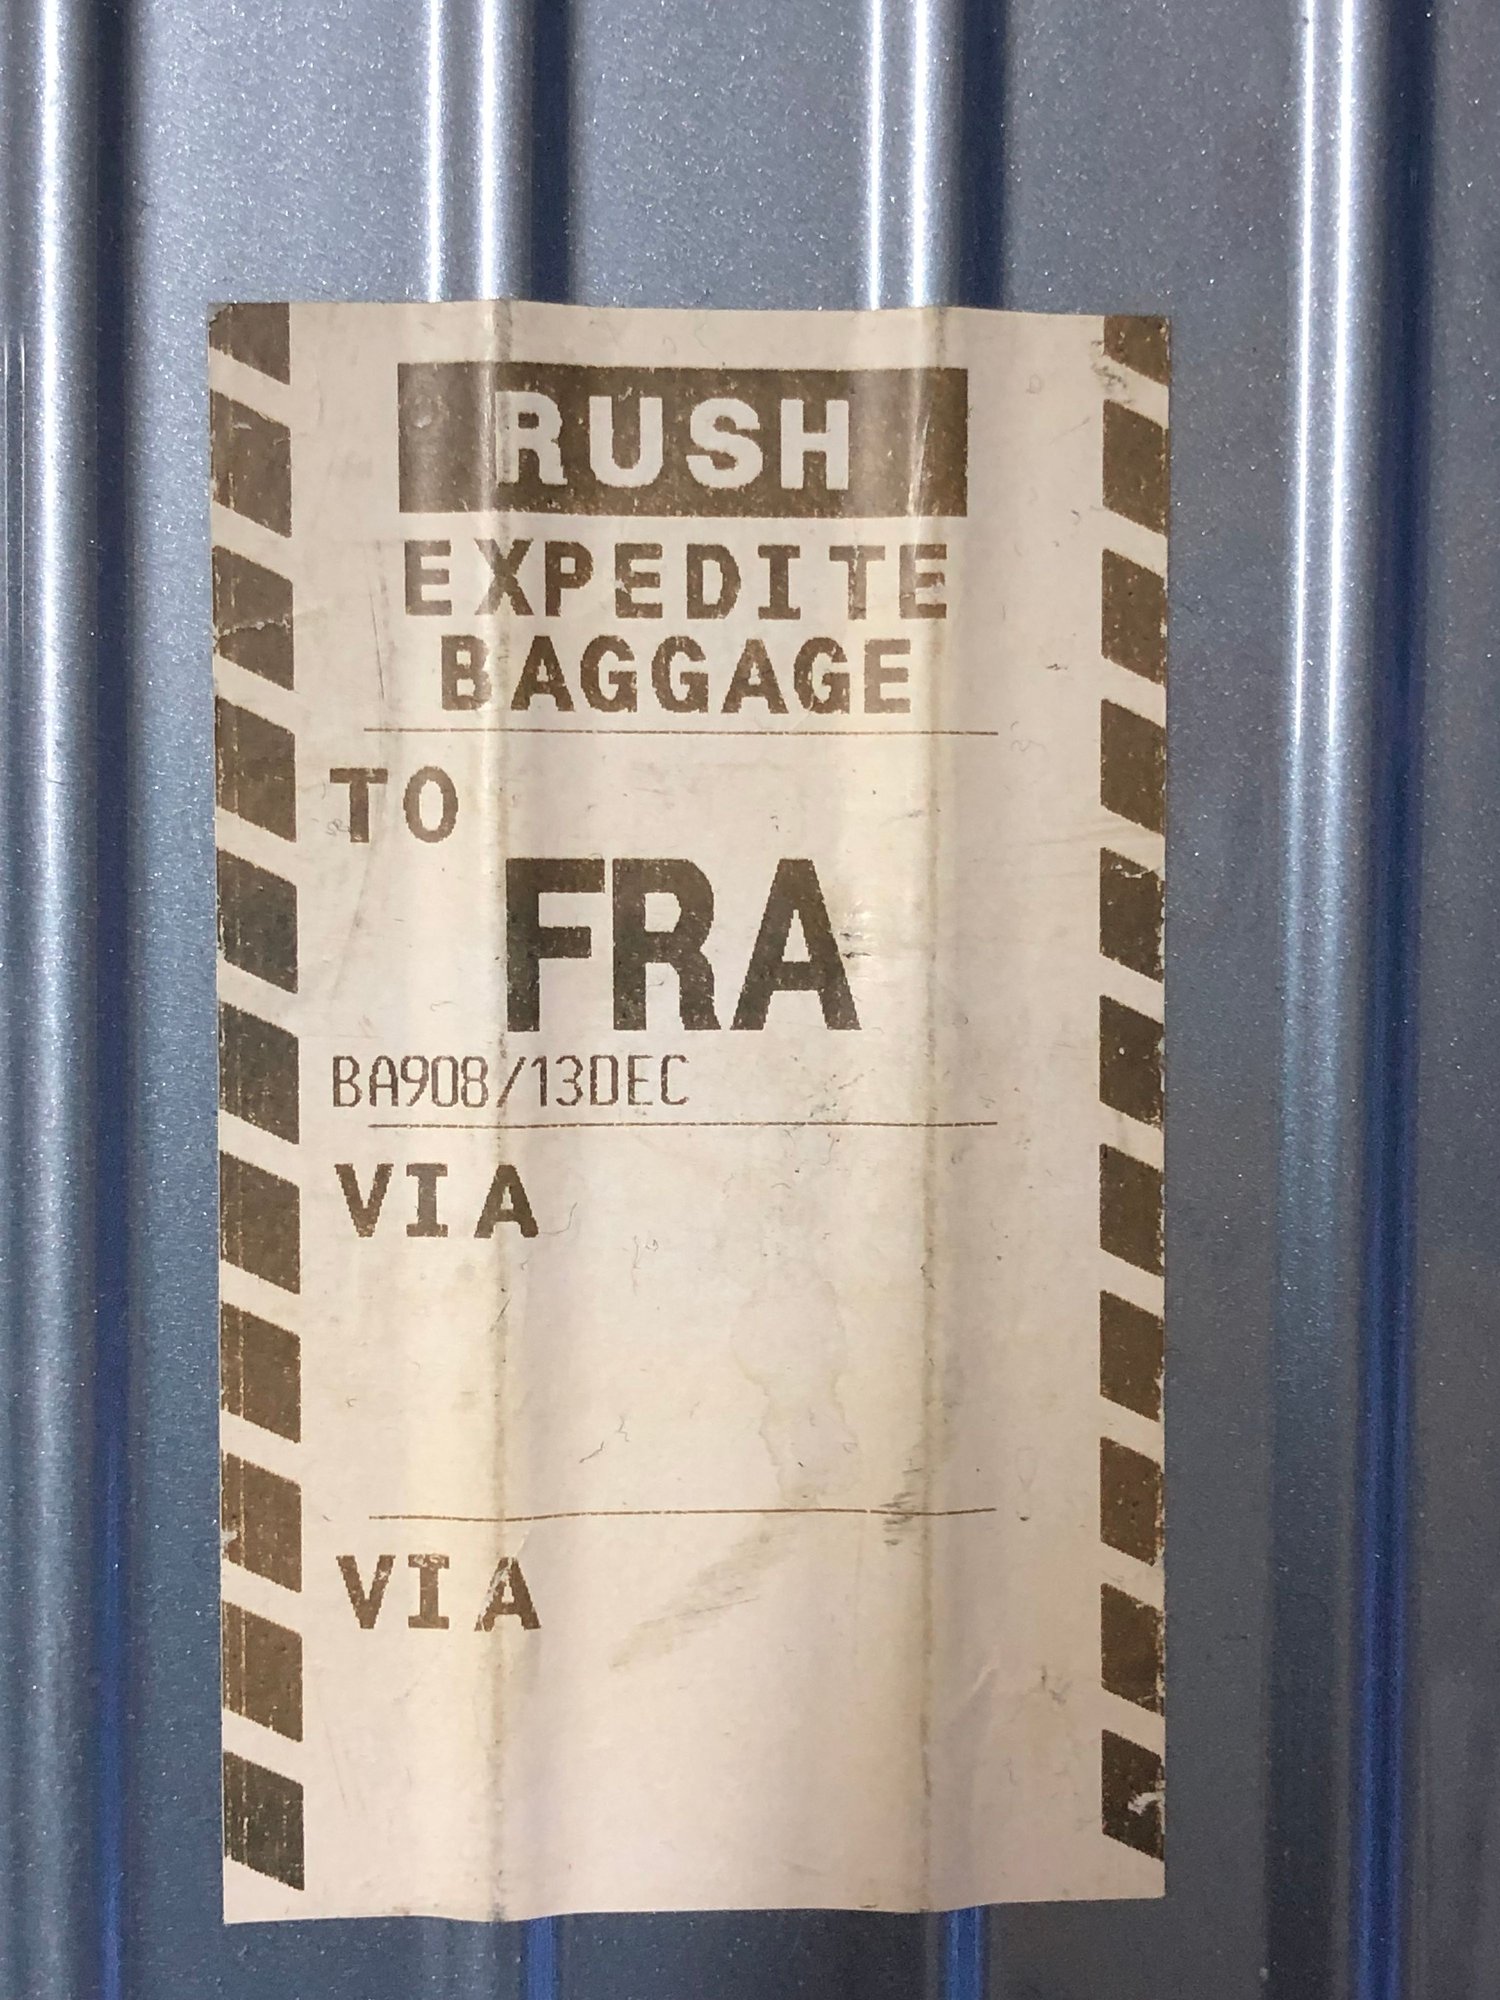 RUSH
EXPEDITE
BAGGAGE
TO
FRA
BA908/13DEC
VIA
VIA